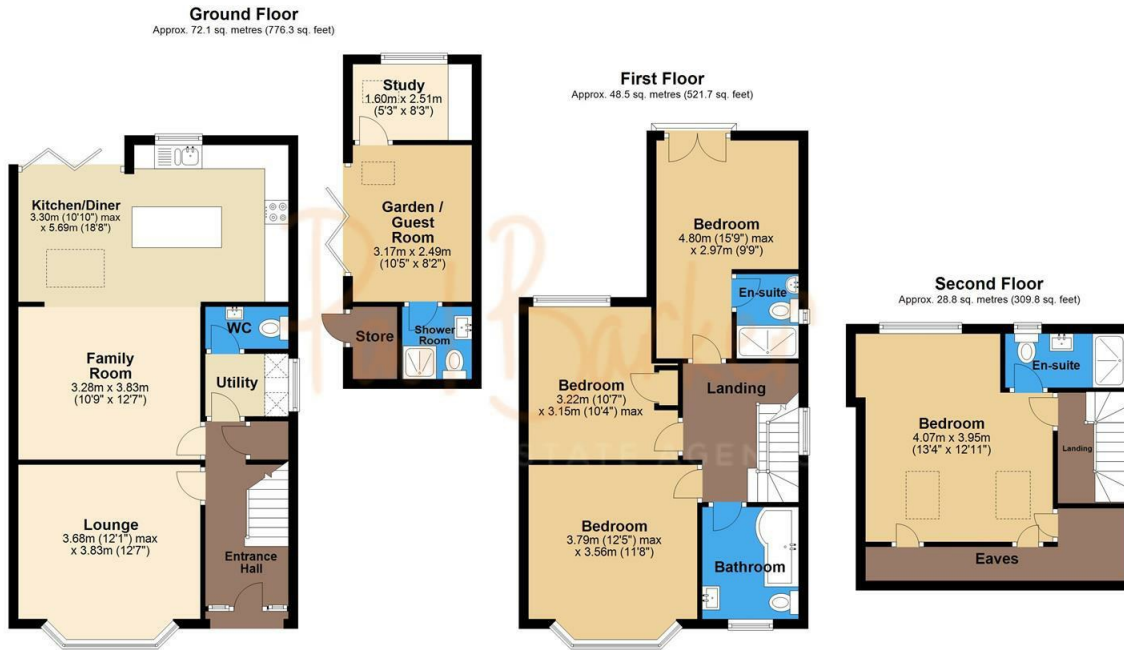 Ground Floor
Approx. 72.1 sq. metres (776.3 sq. feet)
Study
1.60m x 2.51m
(5'3" x 8'3")
Kitchen/Diner
3.30m (10'10") max
x 5.69m (18'8")
Garden /
Guest
Room
3.17m x 2.49m
(10'5" x 8'2")
WC
Store
Shower
Room
Family
Room
3.28m x 3.83m
(10'9" x 12'7")
Utility
Lounge
3.68m (12'1") max
x 3.83m (12'7")
Entrance
Hall
First Floor
Approx. 48.5 sq. metres (521.7 sq. feet)
Bedroom
4.80m (15'9") max
x 2.97m (9'9")
En-suite
Bedroom
3.22m (10'7")
x 3.15m (10'4") max
Landing
Bedroom
3.79m (12'5") max
x 3.56m (11'8")
Bathroom
Second Floor
Approx. 28.8 sq. metres (309.8 sq. feet)
En-suite
Bedroom
4.07m x 3.95m
(13'4" x 12'11")
Landing
Eaves